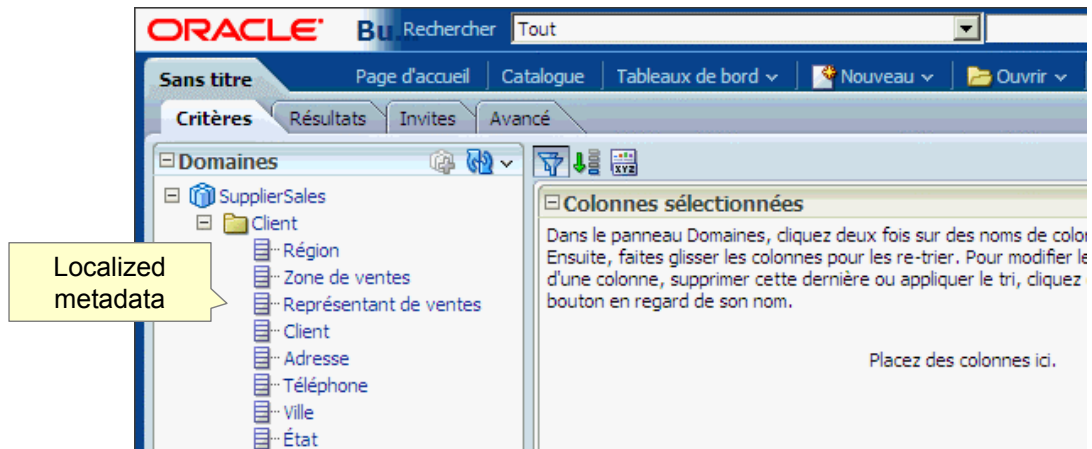 ORACLE Bu Rechercher Tout
Sans titre Page d'accueil Catalogue Tableaux de bord Nouveau Ouvrir
Critères Résultats Invites Avancé
Domaines
XYZ
SupplierSales
Client
Région
Zone de ventes
Représentant de ventes
Client
Adresse
Téléphone
Ville
État
Localized
metadata
Colonnes sélectionnées
Dans le panneau Domaines, cliquez deux fois sur des noms de colo
Ensuite, faites glisser les colonnes pour les re-trier. Pour modifier le
d'une colonne, supprimer cette dernière ou appliquer le tri, cliquez
bouton en regard de son nom.
Placez des colonnes ici.